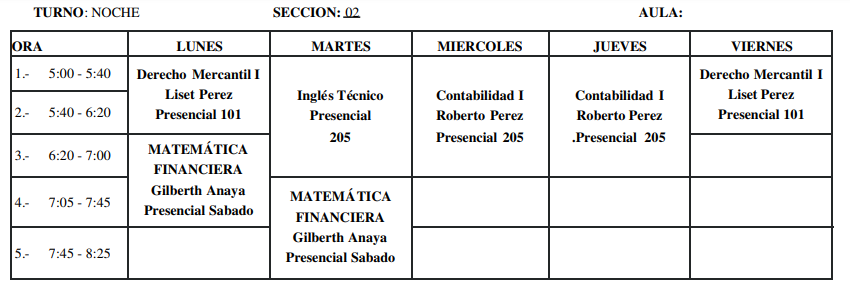 TURNO: NOCHE SECCION: 02 AULA:
ORA LUNES MARTES MIERCOLES JUEVES VIERNES
1.- 5:00 - 5:40
2.- 5:40 - 6:20
3.- 6:20 - 7:00
4.- 7:05 - 7:45
5.- 7:45 - 8:25
Derecho Mercantil I
Liset Perez
Presencial 101
MATEMÁTICA
FINANCIERA
Gilberth Anaya
Presencial Sabado
Inglés Técnico
Presencial
205
MATEMÁTICA
FINANCIERA
Gilberth Anaya
Presencial Sabado
Contabilidad I
Roberto Perez
Presencial 205
Contabilidad I
Roberto Perez
.Presencial 205
Derecho Mercantil I
Liset Perez
Presencial 101